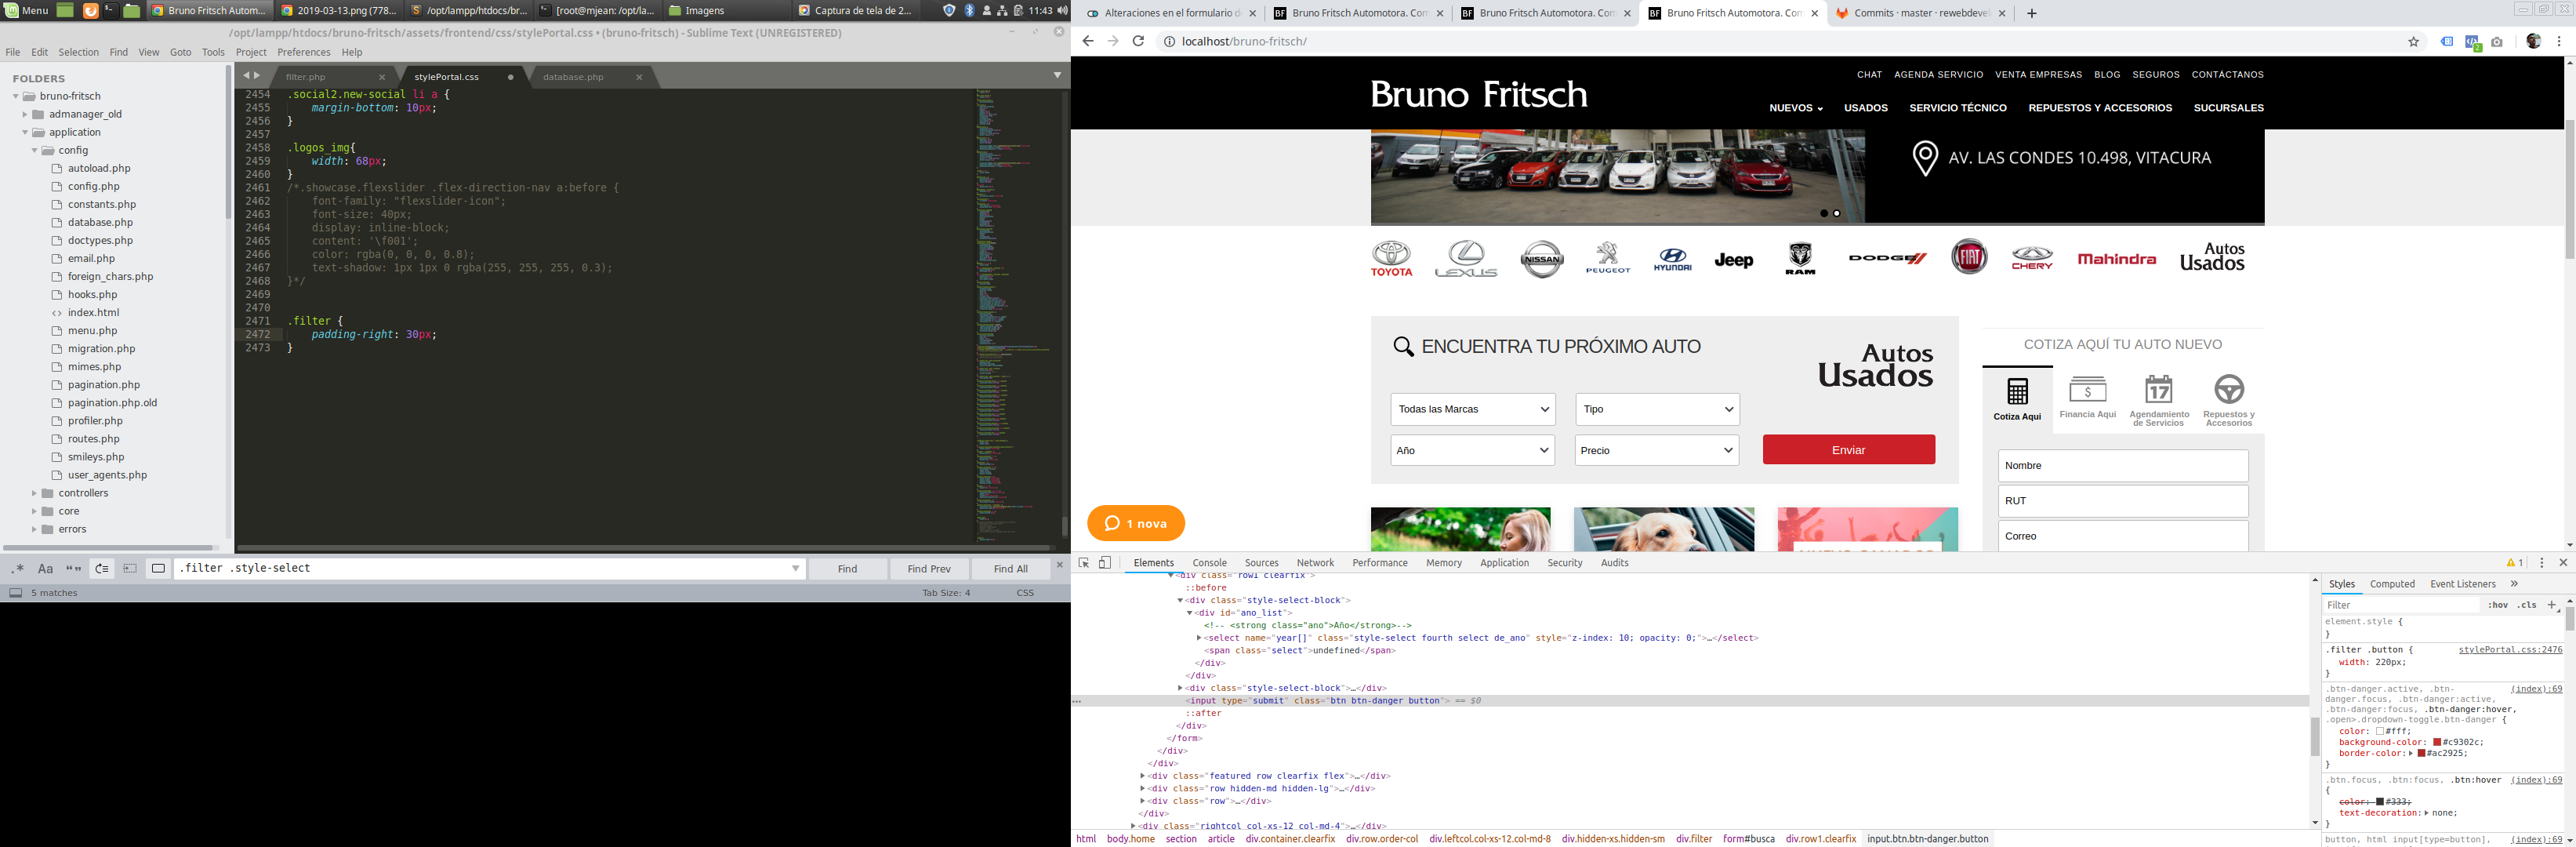 Menu
Bruno Fritsch Autom...
2019-03-13.png (778...
/opt/lampp/htdocs/br...
[root@mjean: /opt/la...
Imagens
Captura de tela de 2...
11:43
/opt/lampp/htdocs/bruno-fritsch/assets/frontend/css/stylePortal.css • (bruno-fritsch) - Sublime Text (UNREGISTERED)
File Edit Selection Find View Goto Tools Project Preferences Help
FOLDERS
bruno-fritsch
admanager_old
application
config
autoload.php
config.php
constants.php
database.php
doctypes.php
email.php
foreign_chars.php
hooks.php
index.html
menu.php
migration.php
mimes.php
pagination.php
pagination.php.old
profiler.php
routes.php
smileys.php
user_agents.php
controllers
core
errors
filter.php
stylePortal.css
database.php
2454 .social2.new-social li a {
2455 margin-bottom: 10px;
2456 }
2457
2458 .logos_img{
2459 width: 68px;
2460 }
2461 /*.showcase.flexslider .flex-direction-nav a:before {
2462 font-family: "flexslider-icon";
2463 font-size: 40px;
2464 display: inline-block;
2465 content: '\f001';
2466 color: rgba(0, 0, 0, 0.8);
2467 text-shadow: 1px 1px 0 rgba(255, 255, 255, 0.3);
2468 }*/
2469
2470
2471 .filter {
2472 padding-right: 30px;
2473 }
.* Aa “” .filter .style-select Find Find Prev Find All
5 matches Tab Size: 4 CSS
Alteraciones en el formulario d
Bruno Fritsch Automotora. Com
Bruno Fritsch Automotora. Com
Bruno Fritsch Automotora. Com
Commits · master · rewebdevel
localhost/bruno-fritsch/
CHAT AGENDA SERVICIO VENTA EMPRESAS BLOG SEGUROS CONTÁCTANOS
Bruno Fritsch
NUEVOS USADOS SERVICIO TÉCNICO REPUESTOS Y ACCESORIOS SUCURSALES
AV. LAS CONDES 10.498, VITACURA
TOYOTA LEXUS NISSAN PEUGEOT HYUNDAI Jeep RAM DODGE FIAT CHERY Mahindra Autos Usados
ENCUENTRA TU PRÓXIMO AUTO
Autos
Usados
Todas las Marcas
Tipo
Año
Precio
Enviar
COTIZA AQUÍ TU AUTO NUEVO
Cotiza Aqui
Financia Aqui
17
Agendamiento
de Servicios
Repuestos y
Accesorios
Nombre
RUT
Correo
1 nova
Elements Console Sources Network Performance Memory Application Security Audits
1
<div class="row1 clearfix">
::before
<div class="style-select-block">
<div id="ano_list">
<!-- <strong class="ano">Año</strong>-->
<select name="year[]" class="style-select fourth select de_ano" style="z-index: 10; opacity: 0;">…</select>
<span class="select">undefined</span>
</div>
</div>
<div class="style-select-block">…</div>
<input type="submit" class="btn btn-danger button"> == $0
::after
</div>
</form>
</div>
</div>
<div class="featured row clearfix flex">…</div>
<div class="row hidden-md hidden-lg">…</div>
<div class="row">…</div>
</div>
<div class="rightcol col-xs-12 col-md-4">…</div>
html body.home section article div.container.clearfix div.row.order-col div.leftcol.col-xs-12.col-md-8 div.hidden-xs.hidden-sm div.filter form#busca div.row1.clearfix input.btn.btn-danger.button
Styles Computed Event Listeners »
Filter :hov .cls +
element.style {
}
.filter .button { stylePortal.css:2476
width: 220px;
}
.btn-danger.active, .btn- (index):69
danger.focus, .btn-danger:active,
.btn-danger:focus, .btn-danger:hover,
.open>.dropdown-toggle.btn-danger {
color: #fff;
background-color: #c9302c;
border-color: #ac2925;
}
.btn.focus, .btn:focus, .btn:hover (index):69
{
color: #333;
text-decoration: none;
}
button, html input[type=button], (index):69